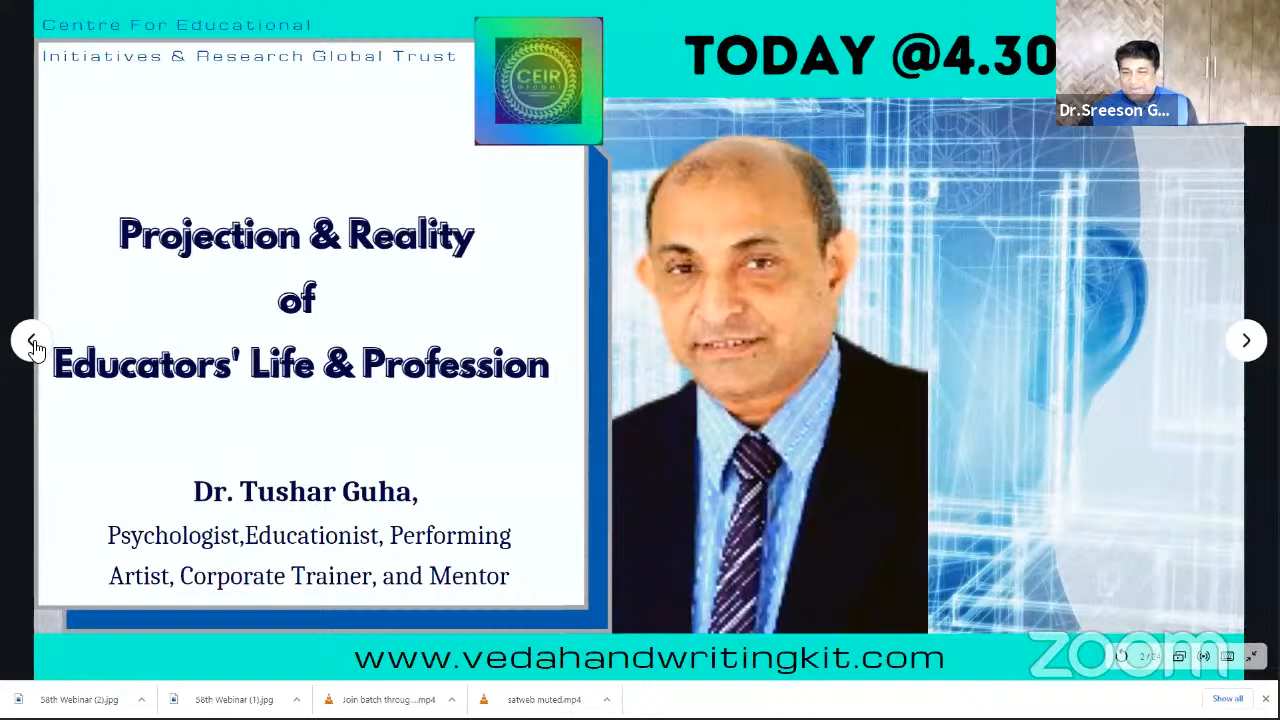 Centre For Educational
Initiatives & Research Global Trust
CEIR
Global
TODAY @4.30
Dr.Sreeson G...
Projection & Reality
of
Educators' Life & Profession
Dr. Tushar Guha,
Psychologist,Educationist, Performing
Artist, Corporate Trainer, and Mentor
www.vedahandwritingkit.com
zoom
58th Webinar (2).jpg
58th Webinar (1).jpg
Join batch throug....mp4
muted.mp4
Show all